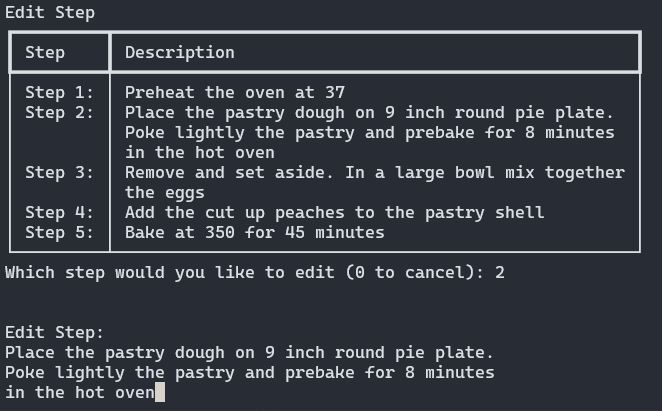 Edit Step
Step Description
Step 1: Preheat the oven at 37
Step 2: Place the pastry dough on 9 inch round pie plate.
Poke lightly the pastry and prebake for 8 minutes
in the hot oven
Step 3: Remove and set aside. In a large bowl mix together
the eggs
Step 4: Add the cut up peaches to the pastry shell
Step 5: Bake at 350 for 45 minutes
Which step would you like to edit (0 to cancel): 2
Edit Step:
Place the pastry dough on 9 inch round pie plate.
Poke lightly the pastry and prebake for 8 minutes
in the hot oven